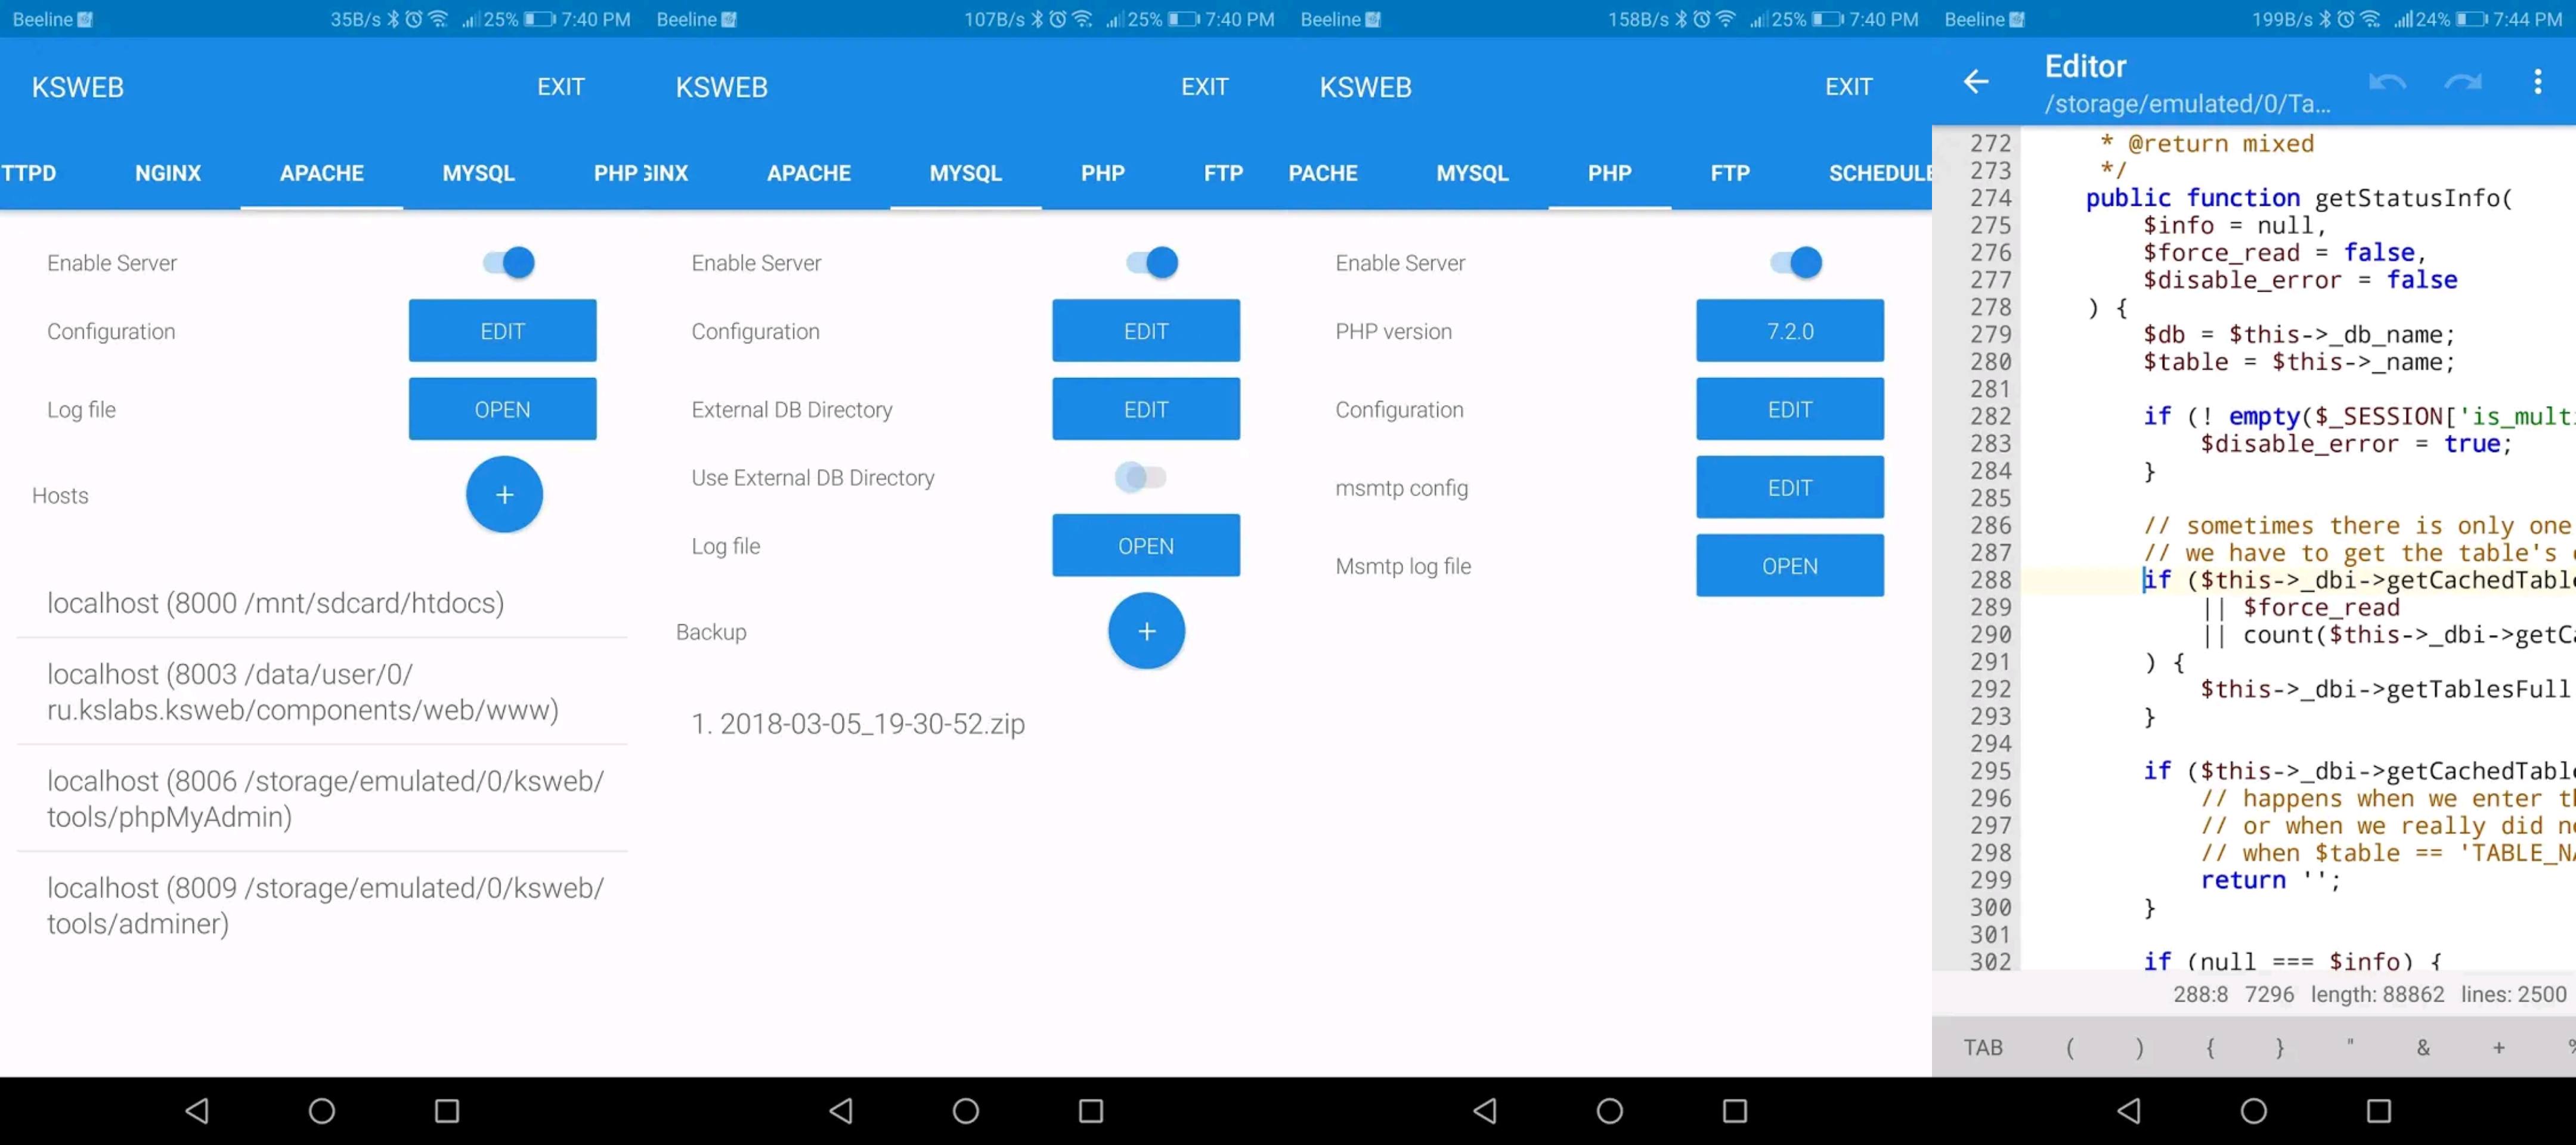 Beeline 35B/s 25% 7:40 PM
KSWEB EXIT
TTPD NGINX APACHE MYSQL PHP
Enable Server
Configuration EDIT
Log file OPEN
Hosts +
localhost (8000 /mnt/sdcard/htdocs)
localhost (8003 /data/user/0/
ru.kslabs.ksweb/components/web/www)
localhost (8006 /storage/emulated/0/ksweb/
tools/phpMyAdmin)
localhost (8009 /storage/emulated/0/ksweb/
tools/adminer)
Beeline 107B/s 25% 7:40 PM
KSWEB EXIT
GINX APACHE MYSQL PHP FTP
Enable Server
Configuration EDIT
External DB Directory EDIT
Use External DB Directory
Log file OPEN
Backup +
1. 2018-03-05_19-30-52.zip
Beeline 158B/s 25% 7:40 PM
KSWEB EXIT
PACHE MYSQL PHP FTP SCHEDULE
Enable Server
PHP version 7.2.0
Configuration EDIT
msmtp config EDIT
Msmtp log file OPEN
Beeline 199B/s 24% 7:44 PM
Editor
/storage/emulated/0/Ta...
272 * @return mixed
273 */
274 public function getStatusInfo(
275 $info = null,
276 $force_read = false,
277 $disable_error = false
278 ) {
279 $db = $this->_db_name;
280 $table = $this->_name;
281
282 if (! empty($_SESSION['is_mult
283 $disable_error = true;
284 }
285
286 // sometimes there is only one
287 // we have to get the table's
288 if ($this->_dbi->getCachedTabl
289 || $force_read
290 || count($this->_dbi->getC
291 ) {
292 $this->_dbi->getTablesFull
293 }
294
295 if ($this->_dbi->getCachedTabl
296 // happens when we enter t
297 // or when we really did n
298 // when $table == 'TABLE_N
299 return '';
300 }
301
302 if (null === $info) {
288:8 7296 length: 88862 lines: 2500
TAB ( ) { } " & + %